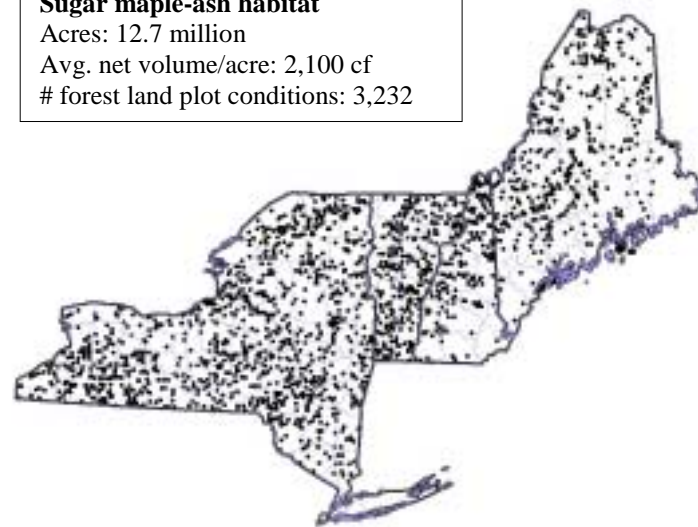 Sugar maple-ash habitat
Acres: 12.7 million
Avg. net volume/acre: 2,100 cf
# forest land plot conditions: 3,232